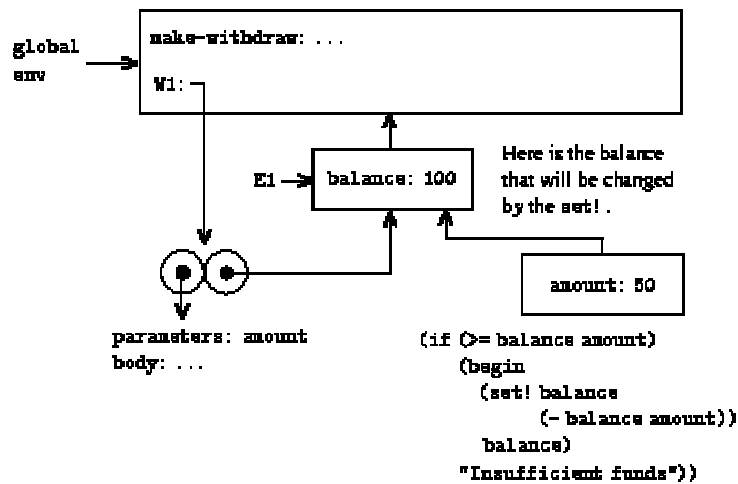 make-withdraw: ...
global
env
W1:
Here is the balance
that will be changed
by the set! .
E1
balance: 100
amount: 50
parameters: amount
body: ...
(if (>= balance amount)
(begin
(set! balance
(- balance amount))
balance)
"Insufficient funds"))